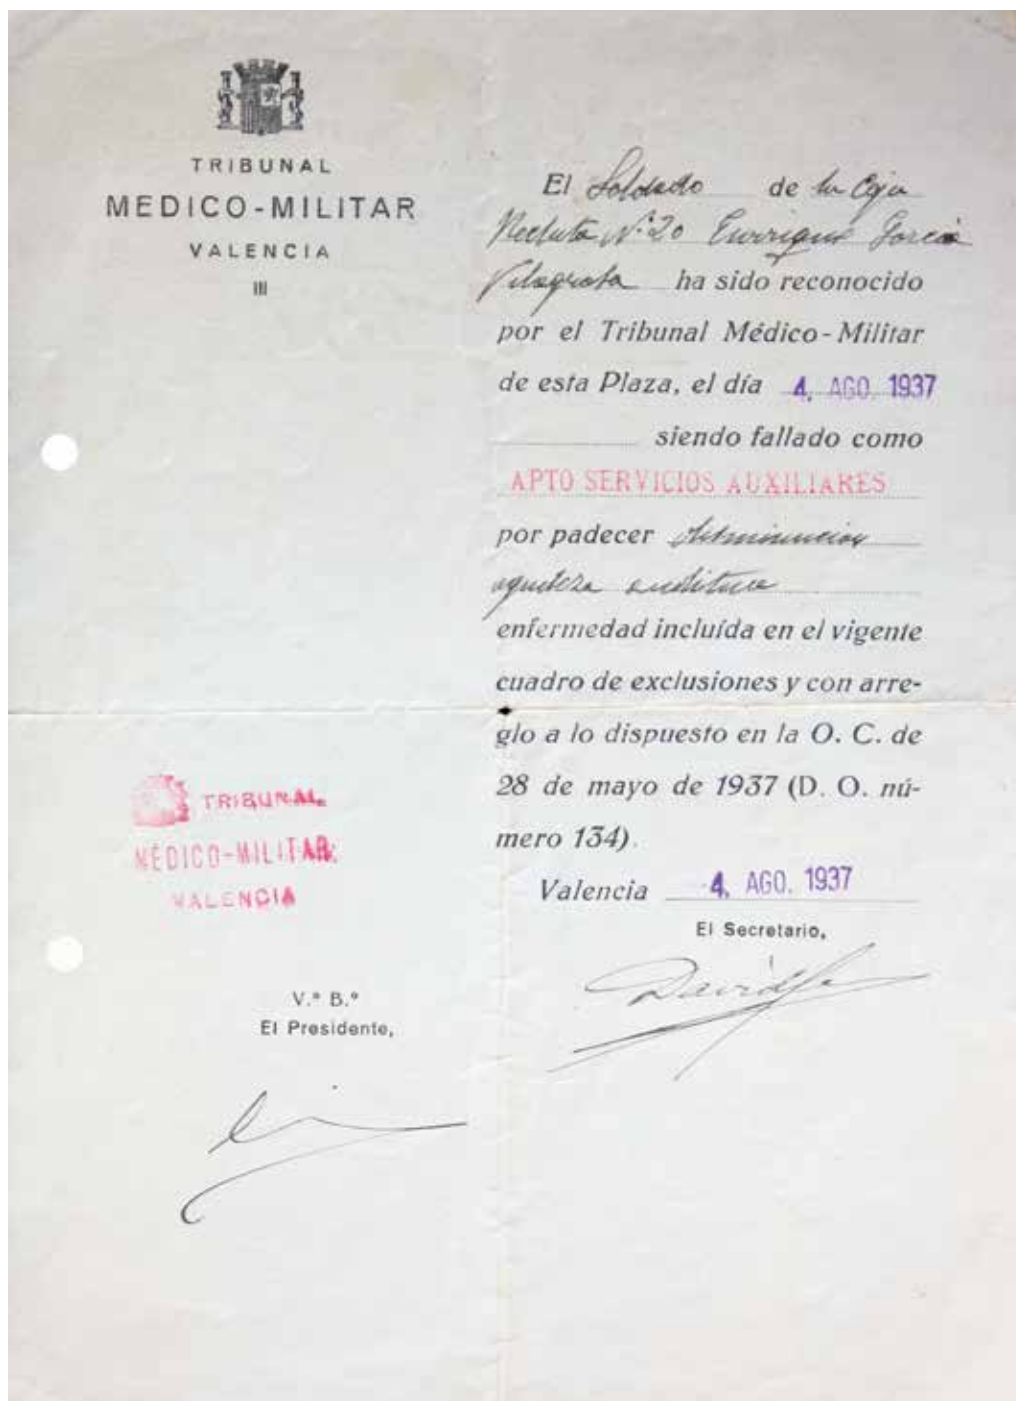 TRIBUNAL
MEDICO-MILITAR
VALENCIA
III
El Soldado de la Caja
Recluta Nº 20 Enrique García
Vilagrata ha sido reconocido
por el Tribunal Médico-Militar
de esta Plaza, el día 4. AGO. 1937
siendo fallado como
APTO SERVICIOS AUXILIARES
por padecer disminucion
agudeza auditiva
enfermedad incluída en el vigente
cuadro de exclusiones y con arre-
glo a lo dispuesto en la O. C. de
28 de mayo de 1937 (D. O. nú-
mero 134).
Valencia 4. AGO. 1937
El Secretario,
TRIBUNAL
MÉDICO-MILITAR
VALENCIA
V.º B.º
El Presidente,